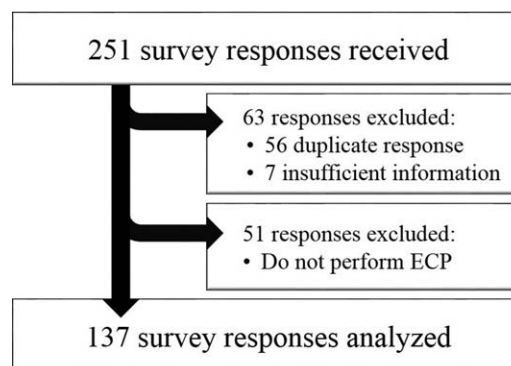 251 survey responses received
63 responses excluded:
• 56 duplicate response
• 7 insufficient information
51 responses excluded:
• Do not perform ECP
137 survey responses analyzed